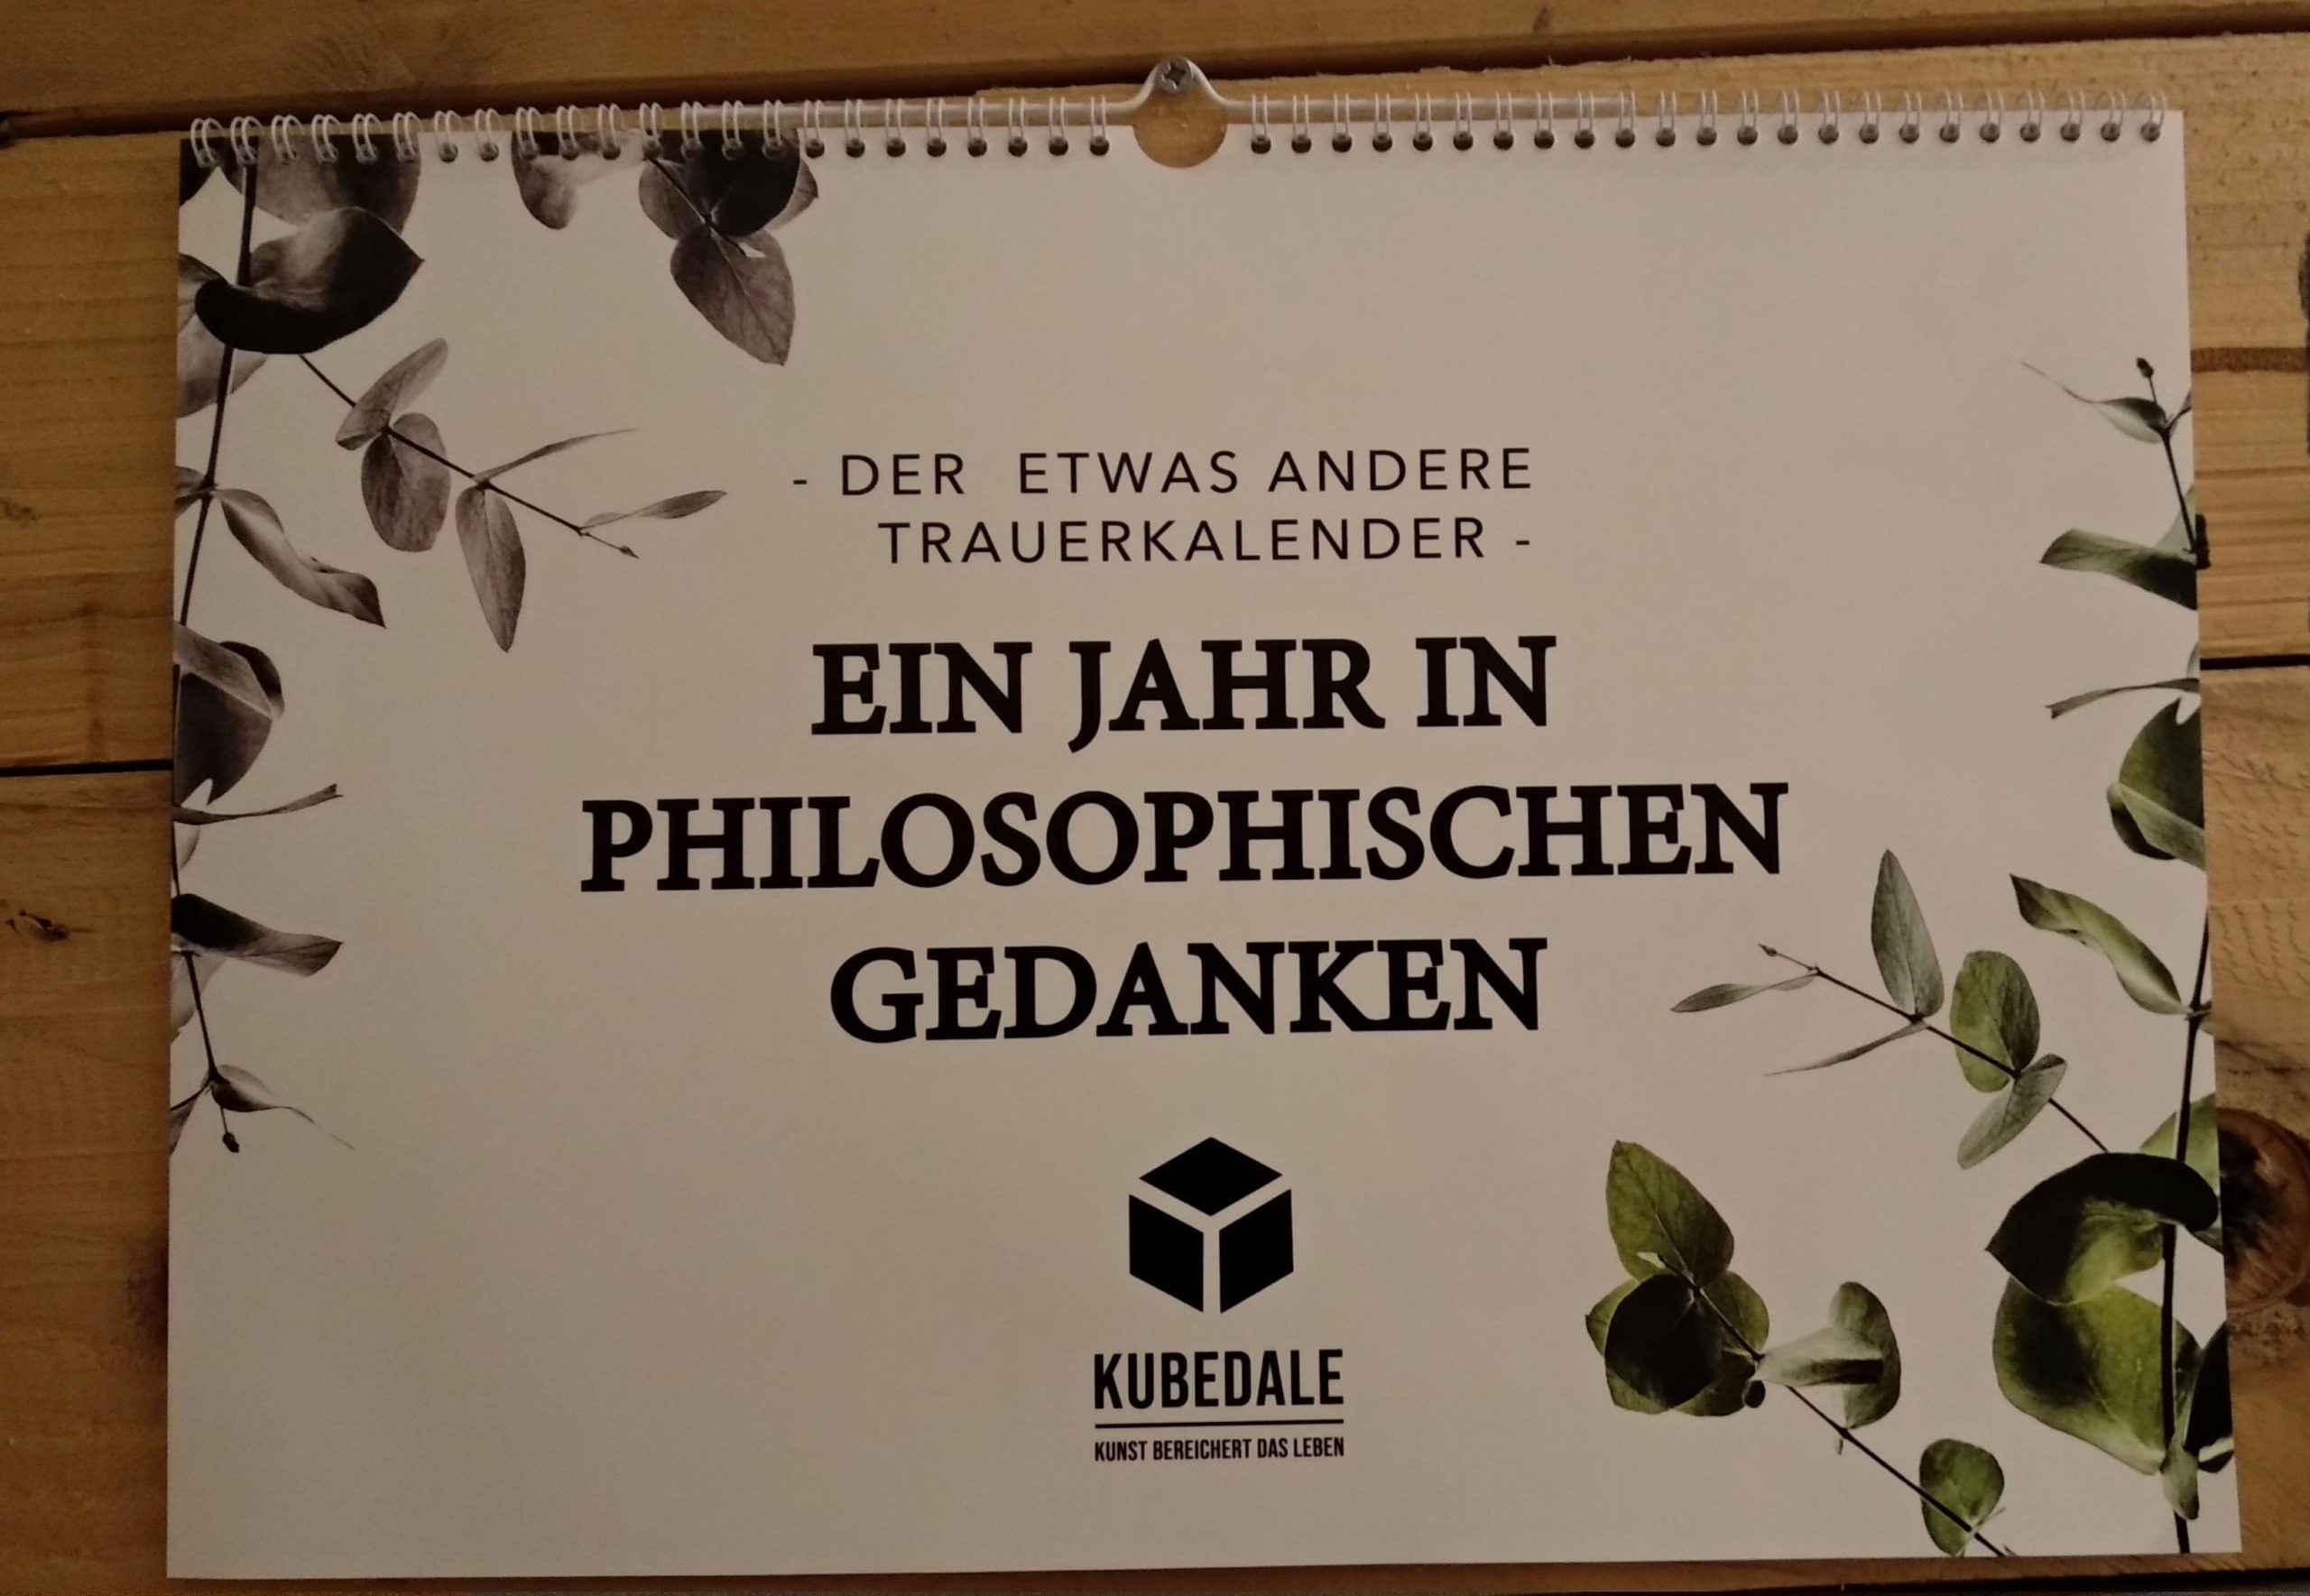 - DER ETWAS ANDERE
TRAUERKALENDER -
EIN JAHR IN
PHILOSOPHISCHEN
GEDANKEN
KUBEDALE
KUNST BEREICHERT DAS LEBEN